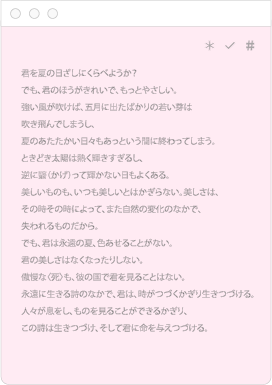 君を夏の日ざしにくらべようか?
でも、君のほうがきれいで、もっとやさしい。
強い風が吹けば、五月に出たばかりの若い芽は
吹き飛んでしまうし、
夏のあたたかい日々もあっという間に終わってしまう。
ときどき太陽は熱く輝きすぎるし、
逆に翳(かげ)って輝かない日もよくある。
美しいものも、いつも美しいとはかぎらない。美しさは、
その時その時によって、また自然の変化のなかで、
失われるものだから。
でも、君は永遠の夏、色あせることがない。
君の美しさはなくなったりしない。
傲慢な〈死〉も、彼の国で君を見ることはない。
永遠に生きる詩のなかで、君は、時がつづくかぎり生きつづける。
人々が息をし、ものを見ることができるかぎり、
この詩は生きつづけ、そして君に命を与えつづける。